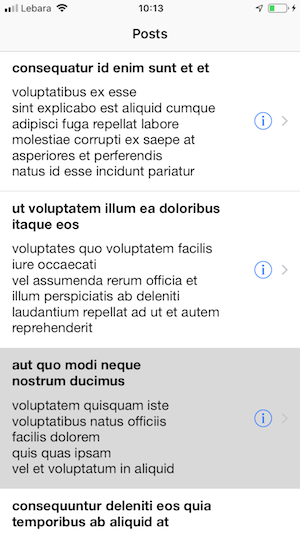 Lebara 10:13
Posts
consequatur id enim sunt et et
voluptatibus ex esse
sint explicabo est aliquid cumque
adipisci fuga repellat labore
molestiae corrupti ex saepe at
asperiores et perferendis
natus id esse incidunt pariatur
ut voluptatem illum ea doloribus
itaque eos
voluptates quo voluptatem facilis
iure occaecati
vel assumenda rerum officia et
illum perspiciatis ab deleniti
laudantium repellat ad ut et autem
reprehenderit
aut quo modi neque
nostrum ducimus
voluptatem quisquam iste
voluptatibus natus officiis
facilis dolorem
quis quas ipsam
vel et voluptatum in aliquid
consequuntur deleniti eos quia
temporibus ab aliquid at